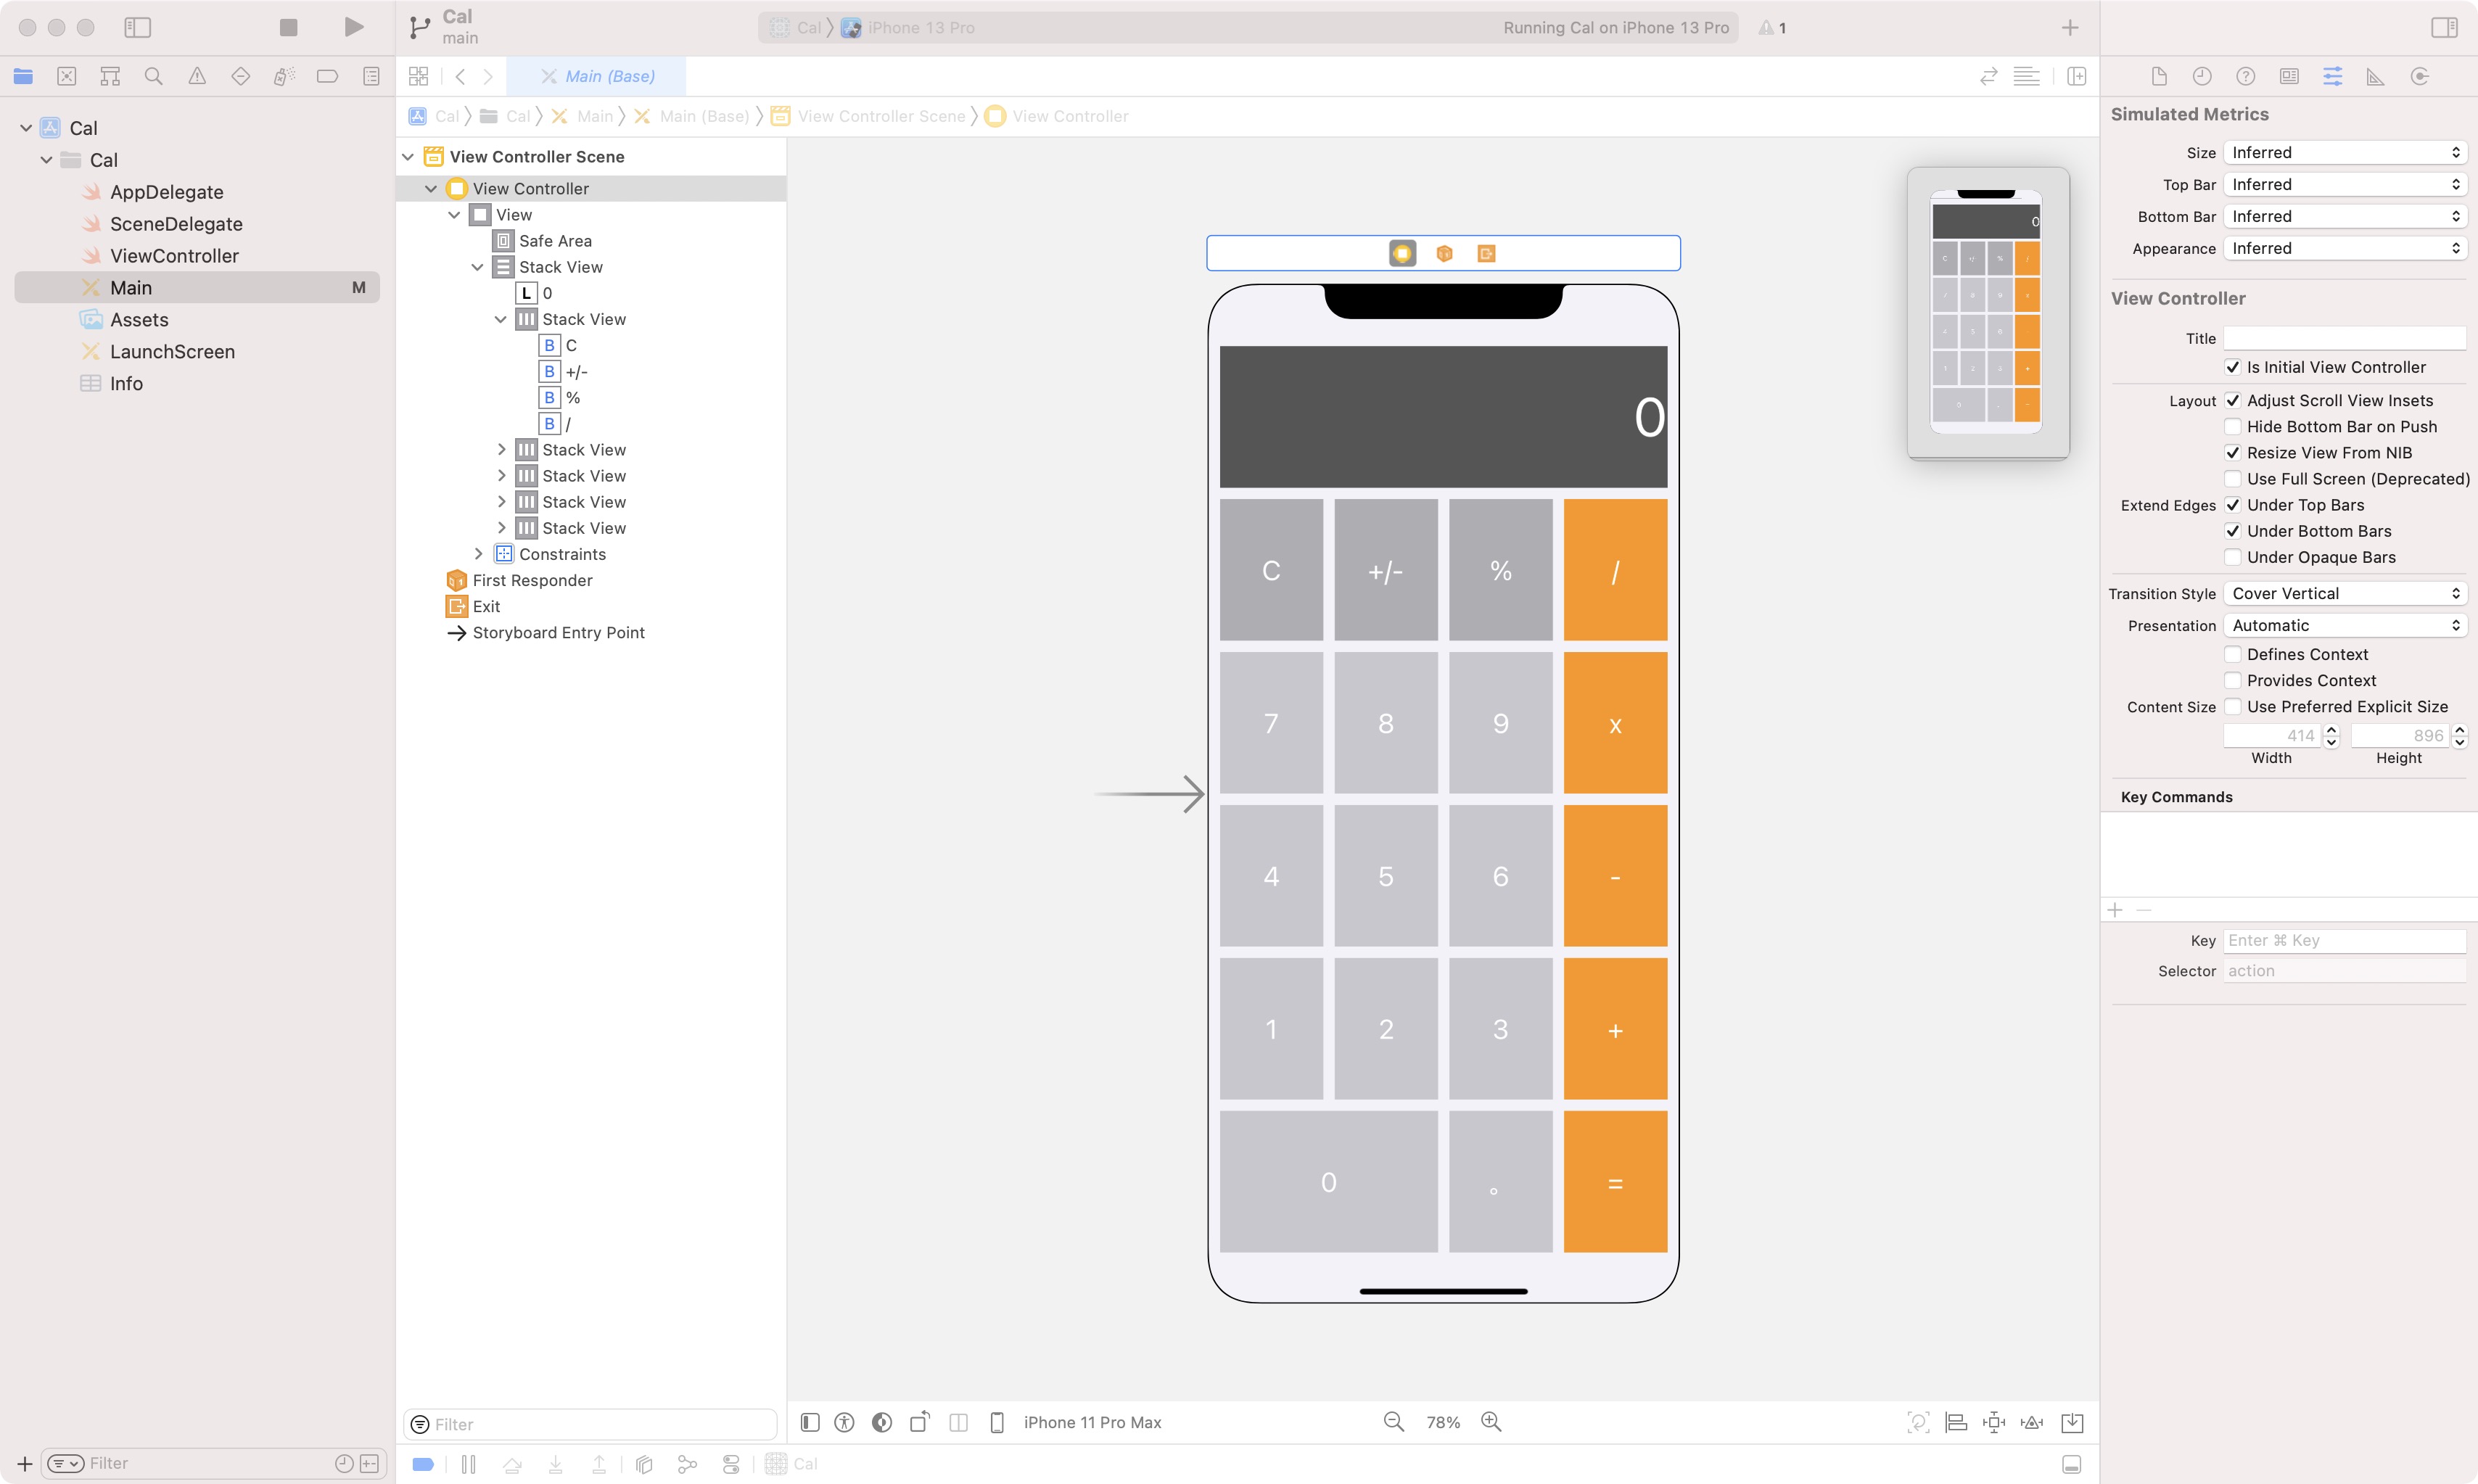 Cal
main
Cal
iPhone 13 Pro
Running Cal on iPhone 13 Pro
1
Main (Base)
Cal
Cal
Main
Main (Base)
View Controller Scene
View Controller
Cal
Cal
AppDelegate
SceneDelegate
ViewController
Main M
Assets
LaunchScreen
Info
Filter
View Controller Scene
View Controller
View
Safe Area
Stack View
L 0
Stack View
B C
B +/-
B %
B /
Stack View
Stack View
Stack View
Stack View
Constraints
First Responder
Exit
Storyboard Entry Point
Filter
0
C +/- % /
7 8 9 x
4 5 6 -
1 2 3 +
0 。 =
0
C +/- % /
iPhone 11 Pro Max
78%
Cal
Simulated Metrics
Size Inferred
Top Bar Inferred
Bottom Bar Inferred
Appearance Inferred
View Controller
Title
Is Initial View Controller
Layout Adjust Scroll View Insets
Hide Bottom Bar on Push
Resize View From NIB
Use Full Screen (Deprecated)
Extend Edges Under Top Bars
Under Bottom Bars
Under Opaque Bars
Transition Style Cover Vertical
Presentation Automatic
Defines Context
Provides Context
Content Size Use Preferred Explicit Size
414 896
Width Height
Key Commands
Key Enter ⌘ Key
Selector action